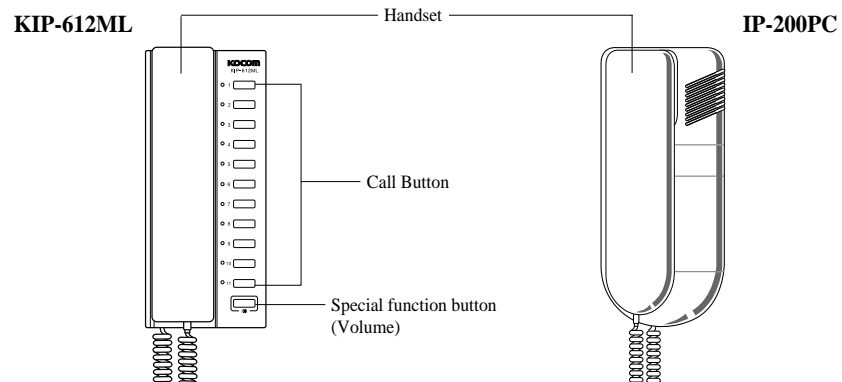 KIP-612ML
Handset
IP-200PC
KOCOM
KIP-612ML
1
2
3
4
5
6
7
8
9
10
11
Call Button
Special function button
(Volume)